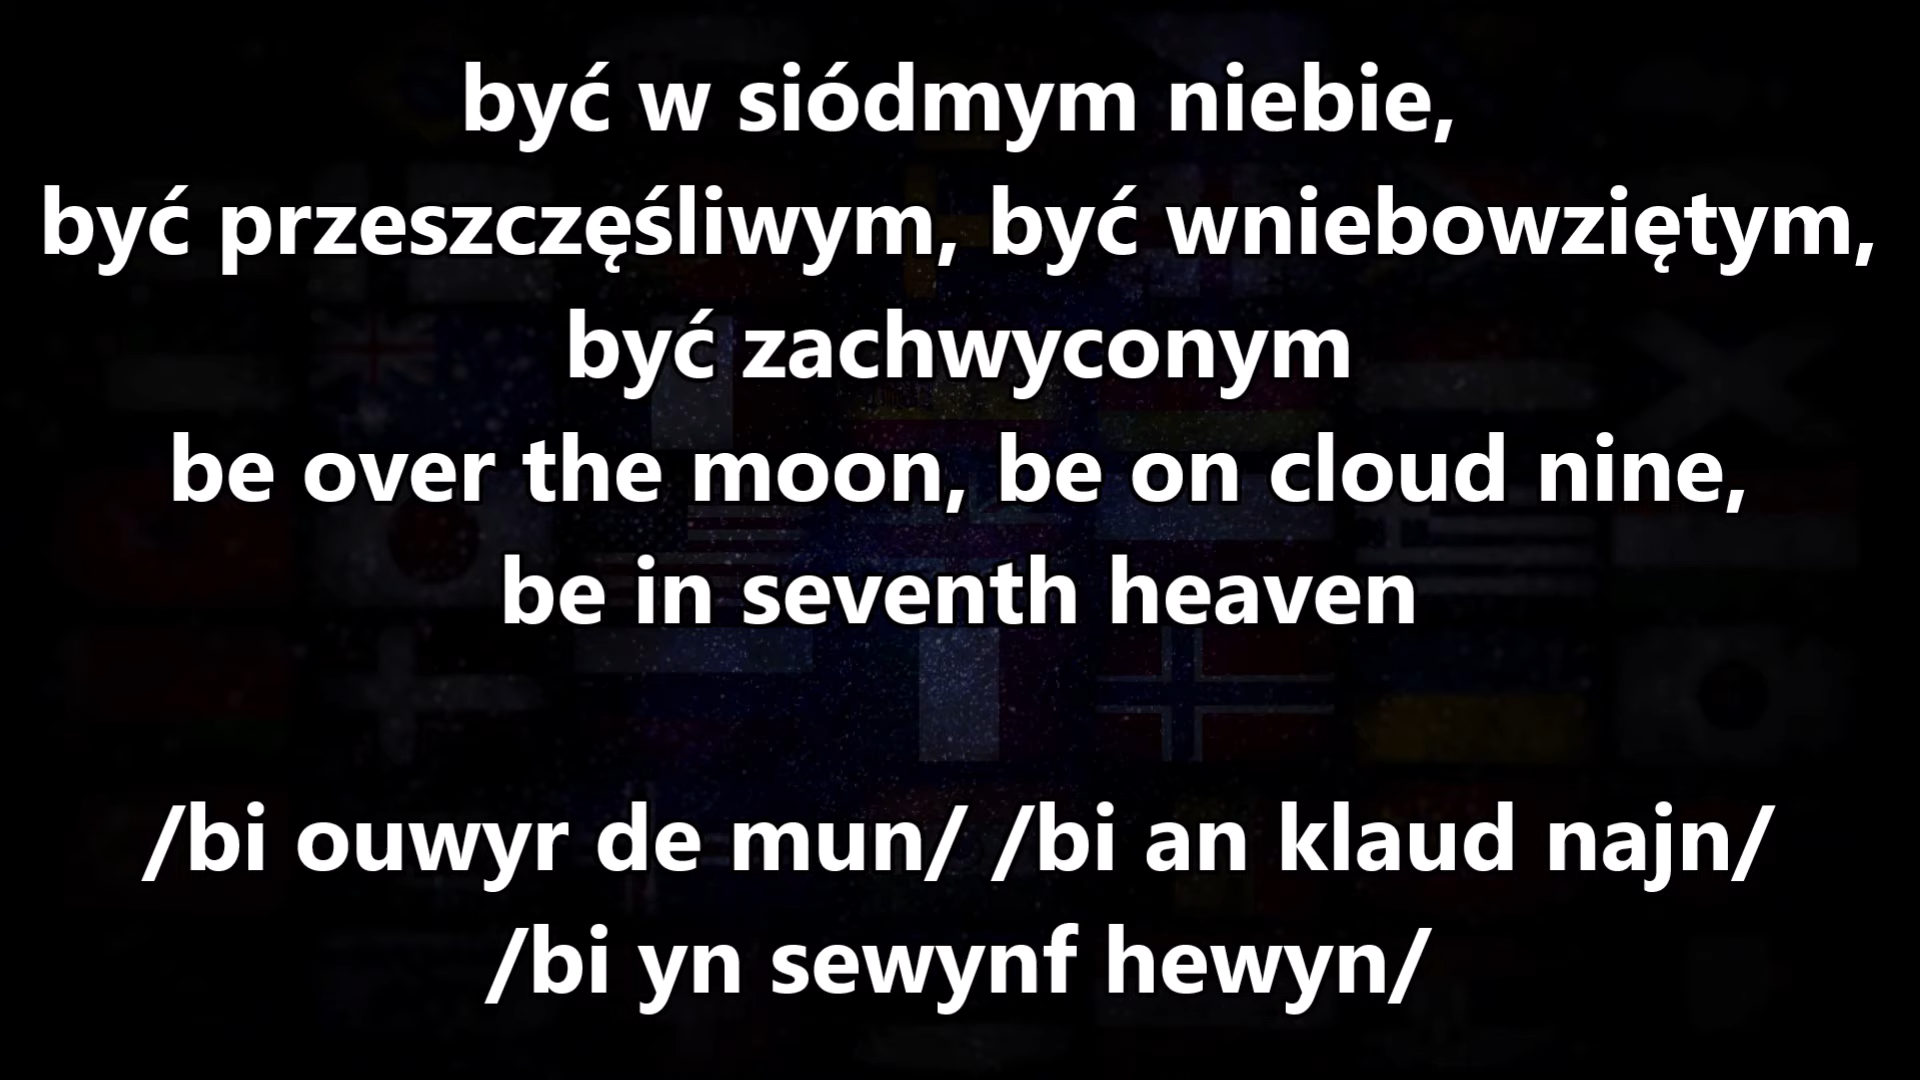 być w siódmym niebie,
być przeszczęśliwym, być wniebowziętym,
być zachwyconym
be over the moon, be on cloud nine,
be in seventh heaven
/bi ouwyr de mun/ /bi an klaud najn/
/bi yn sewynf hewyn/